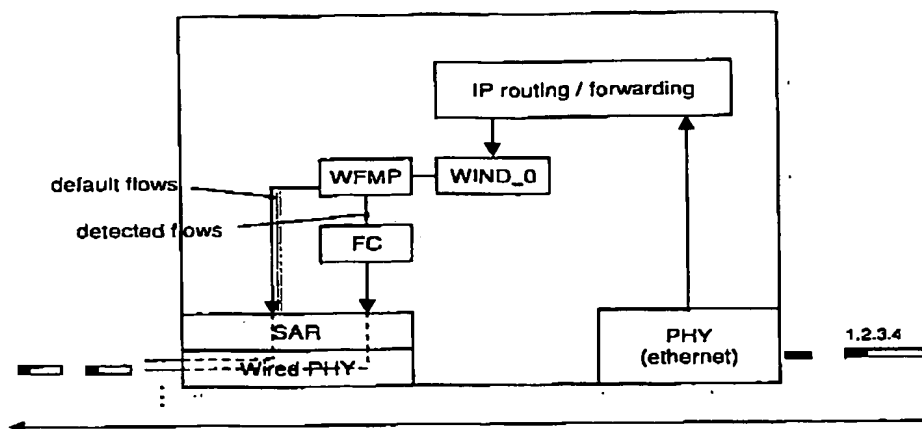 IP routing / forwarding
WFMP
WIND_0
default flows
detected flows
FC
SAR
PHY
(ethernet)
1.2.3.4
Wired PHY